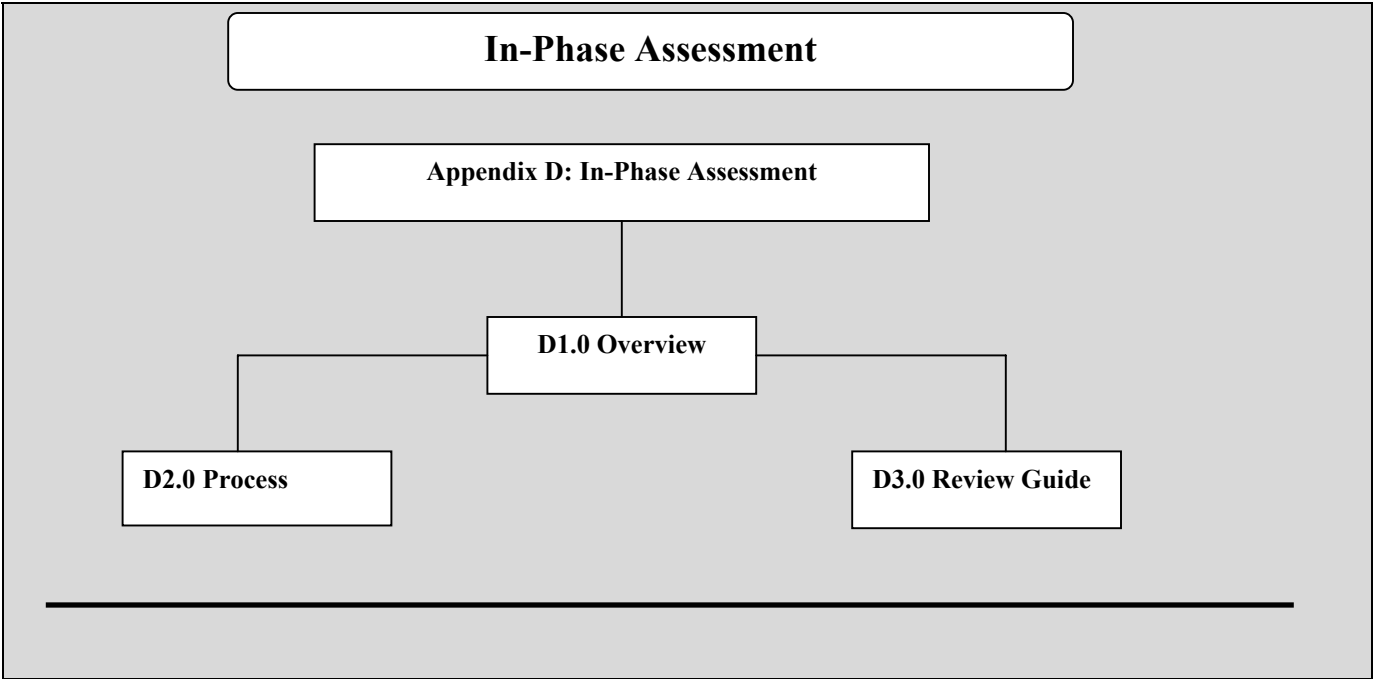 In-Phase Assessment
Appendix D: In-Phase Assessment
D1.0 Overview
D2.0 Process
D3.0 Review Guide